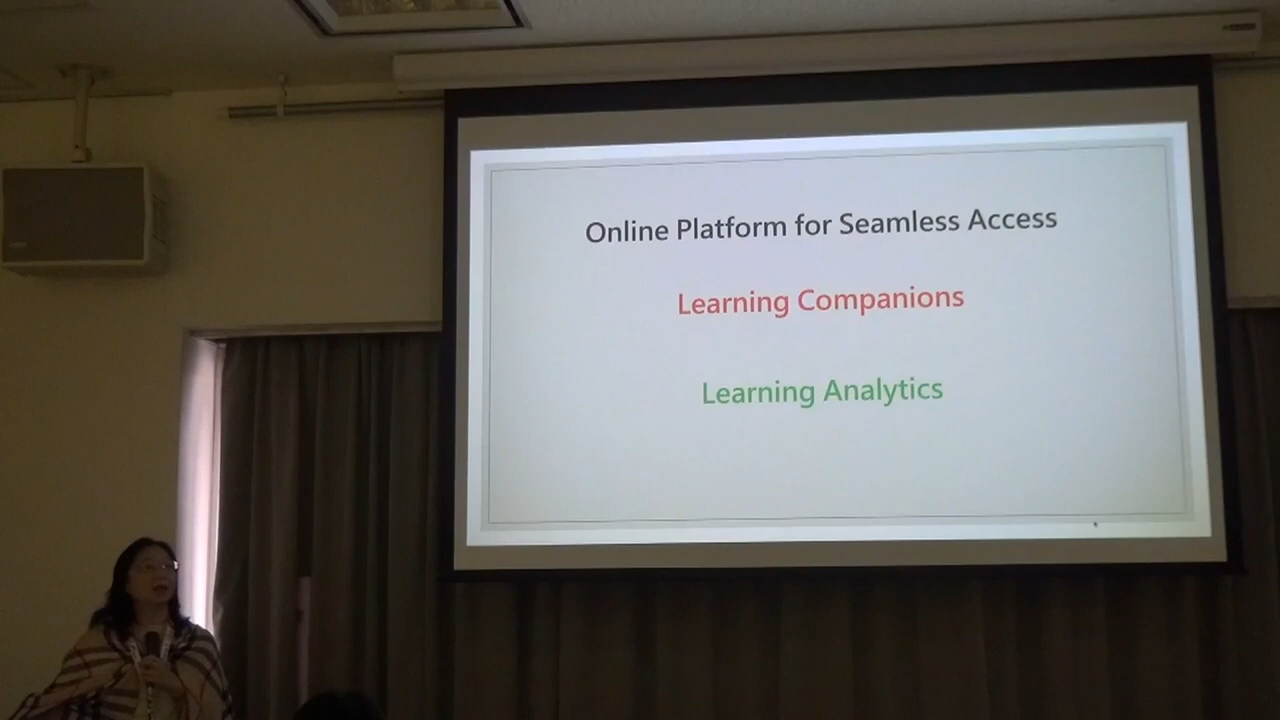 Online Platform for Seamless Access
Learning Companions
Learning Analytics